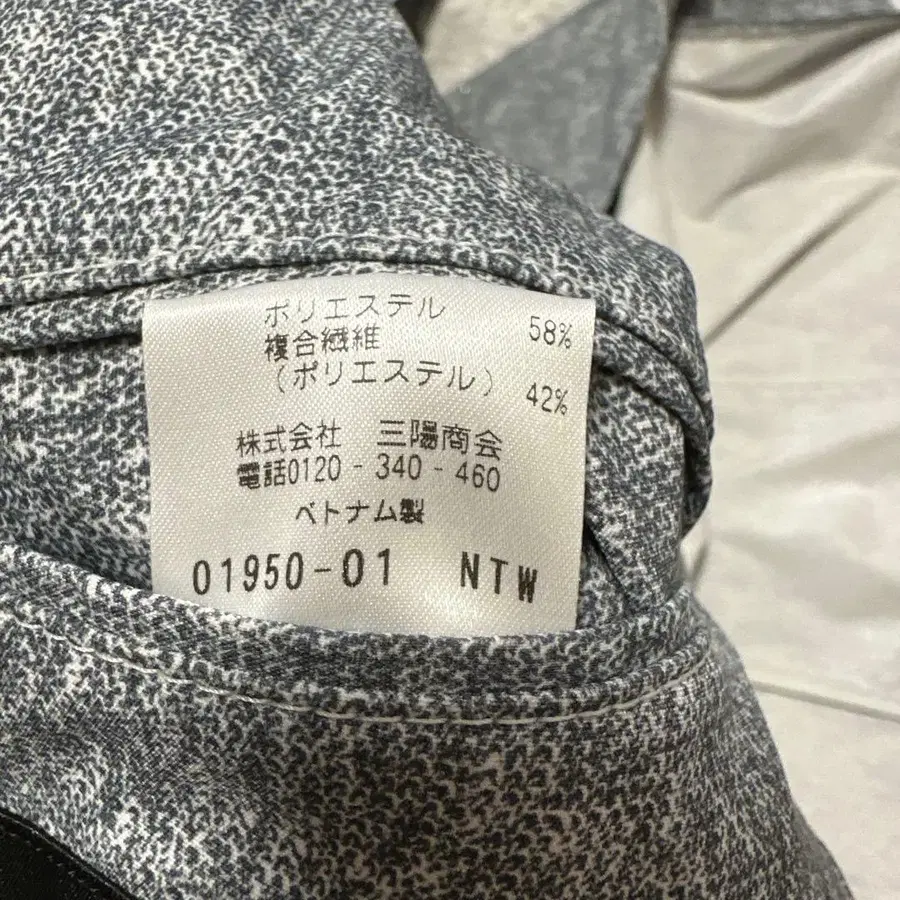 ポリエステル 58%
複合繊維
(ポリエステル) 42%
株式会社 三陽商会
電話0120-340-460
ベトナム製
01950-01 NTW